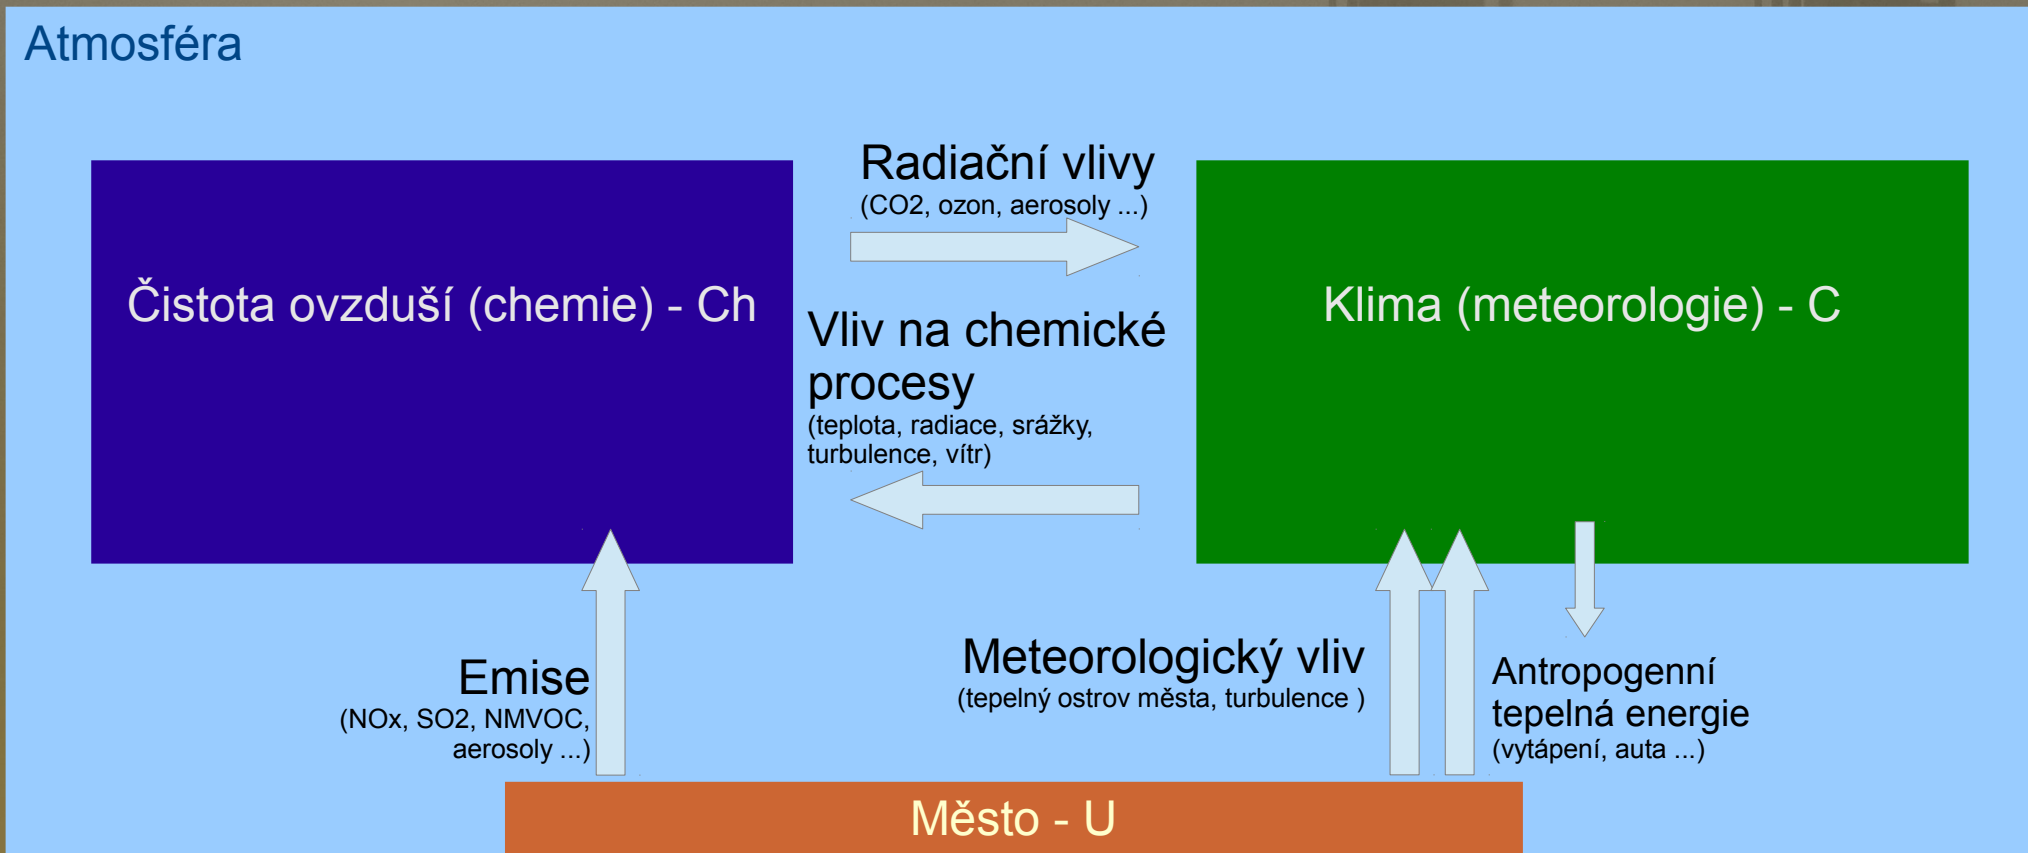 Atmosféra
Radiační vlivy
(CO2, ozon, aerosoly ...)
Čistota ovzduší (chemie) - Ch
Vliv na chemické
procesy
(teplota, radiace, srážky,
turbulence, vítr)
Klima (meteorologie) - C
Emise
(NOx, SO2, NMVOC,
aerosoly ...)
Meteorologický vliv
(tepelný ostrov města, turbulence )
Antropogenní
tepelná energie
(vytápení, auta ...)
Město - U